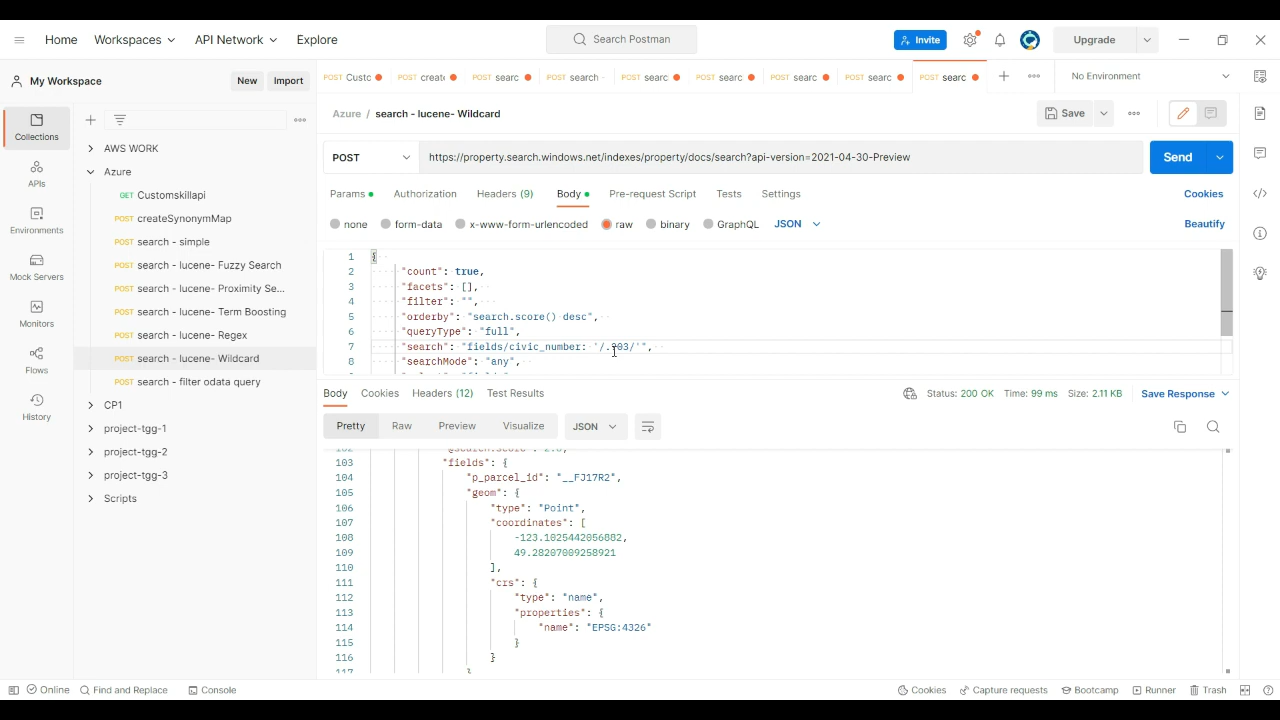 Home Workspaces API Network Explore Search Postman Invite Upgrade
My Workspace New Import POST Custo POST creat POST searc POST search POST searc POST searc POST searc POST searc POST searc No Environment
Collections
APIs
Environments
Mock Servers
Monitors
Flows
History
AWS WORK
Azure
GET Customskillapi
POST createSynonymMap
POST search - simple
POST search - lucene- Fuzzy Search
POST search - lucene- Proximity Se...
POST search - lucene- Term Boosting
POST search - lucene- Regex
POST search - lucene- Wildcard
POST search - filter odata query
CP1
project-tgg-1
project-tgg-2
project-tgg-3
Scripts
Azure / search - lucene- Wildcard Save
POST https://property.search.windows.net/indexes/property/docs/search?api-version=2021-04-30-Preview Send
Params Authorization Headers (9) Body Pre-request Script Tests Settings Cookies
none form-data x-www-form-urlencoded raw binary GraphQL JSON Beautify
1 {
2 "count": true,
3 "facets": [],
4 "filter": "",
5 "orderby": "search.score() desc",
6 "queryType": "full",
7 "search": "fields/civic_number: '/.903/'",
8 "searchMode": "any",
Body Cookies Headers (12) Test Results Status: 200 OK Time: 99 ms Size: 2.11 KB Save Response
Pretty Raw Preview Visualize JSON
103 "fields": {
104 "p_parcel_id": "__FJ17R2",
105 "geom": {
106 "type": "Point",
107 "coordinates": [
108 -123.1025442056882,
109 49.28207009258921
110 ],
111 "crs": {
112 "type": "name",
113 "properties": {
114 "name": "EPSG:4326"
115 }
116 }
117 }
Online Find and Replace Console Cookies Capture requests Bootcamp Runner Trash